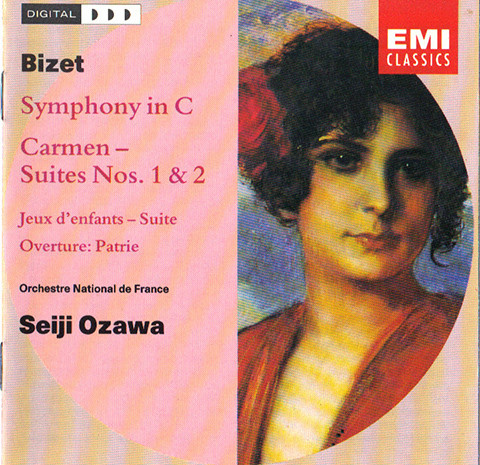 DIGITAL DDD
EMI
CLASSICS
Bizet
Symphony in C
Carmen –
Suites Nos. 1 & 2
Jeux d'enfants – Suite
Overture: Patrie
Orchestre National de France
Seiji Ozawa